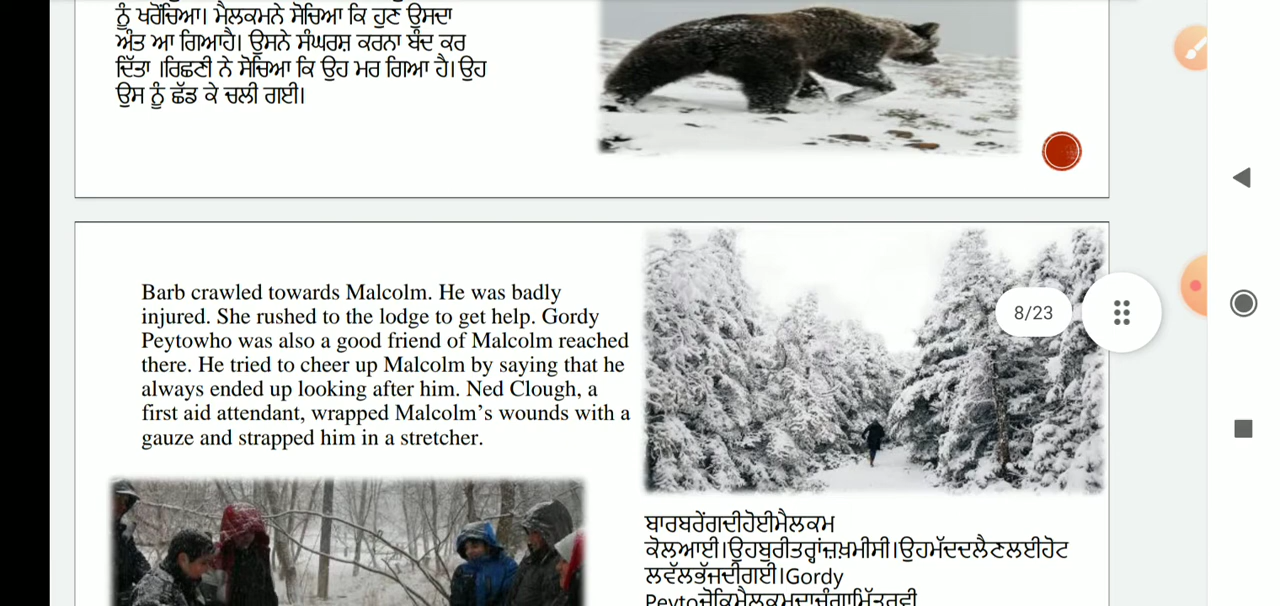 ਨੂੰ ਖਰੋਂਚਿਆ। ਮੈਲਕਮਨੇ ਸੋਚਿਆ ਕਿ ਹੁਣ ਉਸਦਾ
ਅੰਤ ਆ ਗਿਆਹੈ। ਉਸਨੇ ਸੰਘਰਸ਼ ਕਰਨਾ ਬੰਦ ਕਰ
ਦਿੱਤਾ ।ਰਿਛਣੀ ਨੇ ਸੋਚਿਆ ਕਿ ਉਹ ਮਰ ਗਿਆ ਹੈ। ਉਹ
ਉਸ ਨੂੰ ਛੱਡ ਕੇ ਚਲੀ ਗਈ।
Barb crawled towards Malcolm. He was badly
injured. She rushed to the lodge to get help. Gordy
Peytowho was also a good friend of Malcolm reached
there. He tried to cheer up Malcolm by saying that he
always ended up looking after him. Ned Clough, a
first aid attendant, wrapped Malcolm's wounds with a
gauze and strapped him in a stretcher.
8/23
ਬਾਰਬਰੇਂਗਦੀਹੋਈਮੈਲਕਮ
ਕੋਲਆਈ।ਉਹਬੁਰੀਤਰ੍ਹਾਂਜ਼ਖ਼ਮੀਸੀ।ਉਹਮੱਦਦਲੈਣਲਈਹੋਟ
ਲਵੱਲਭੱਜਦੀਗਈ।Gordy
Peytoਜੋਕਿਮੈਲਕਮਦਾਚੰਗਾਮਿੱਤਰਵੀ